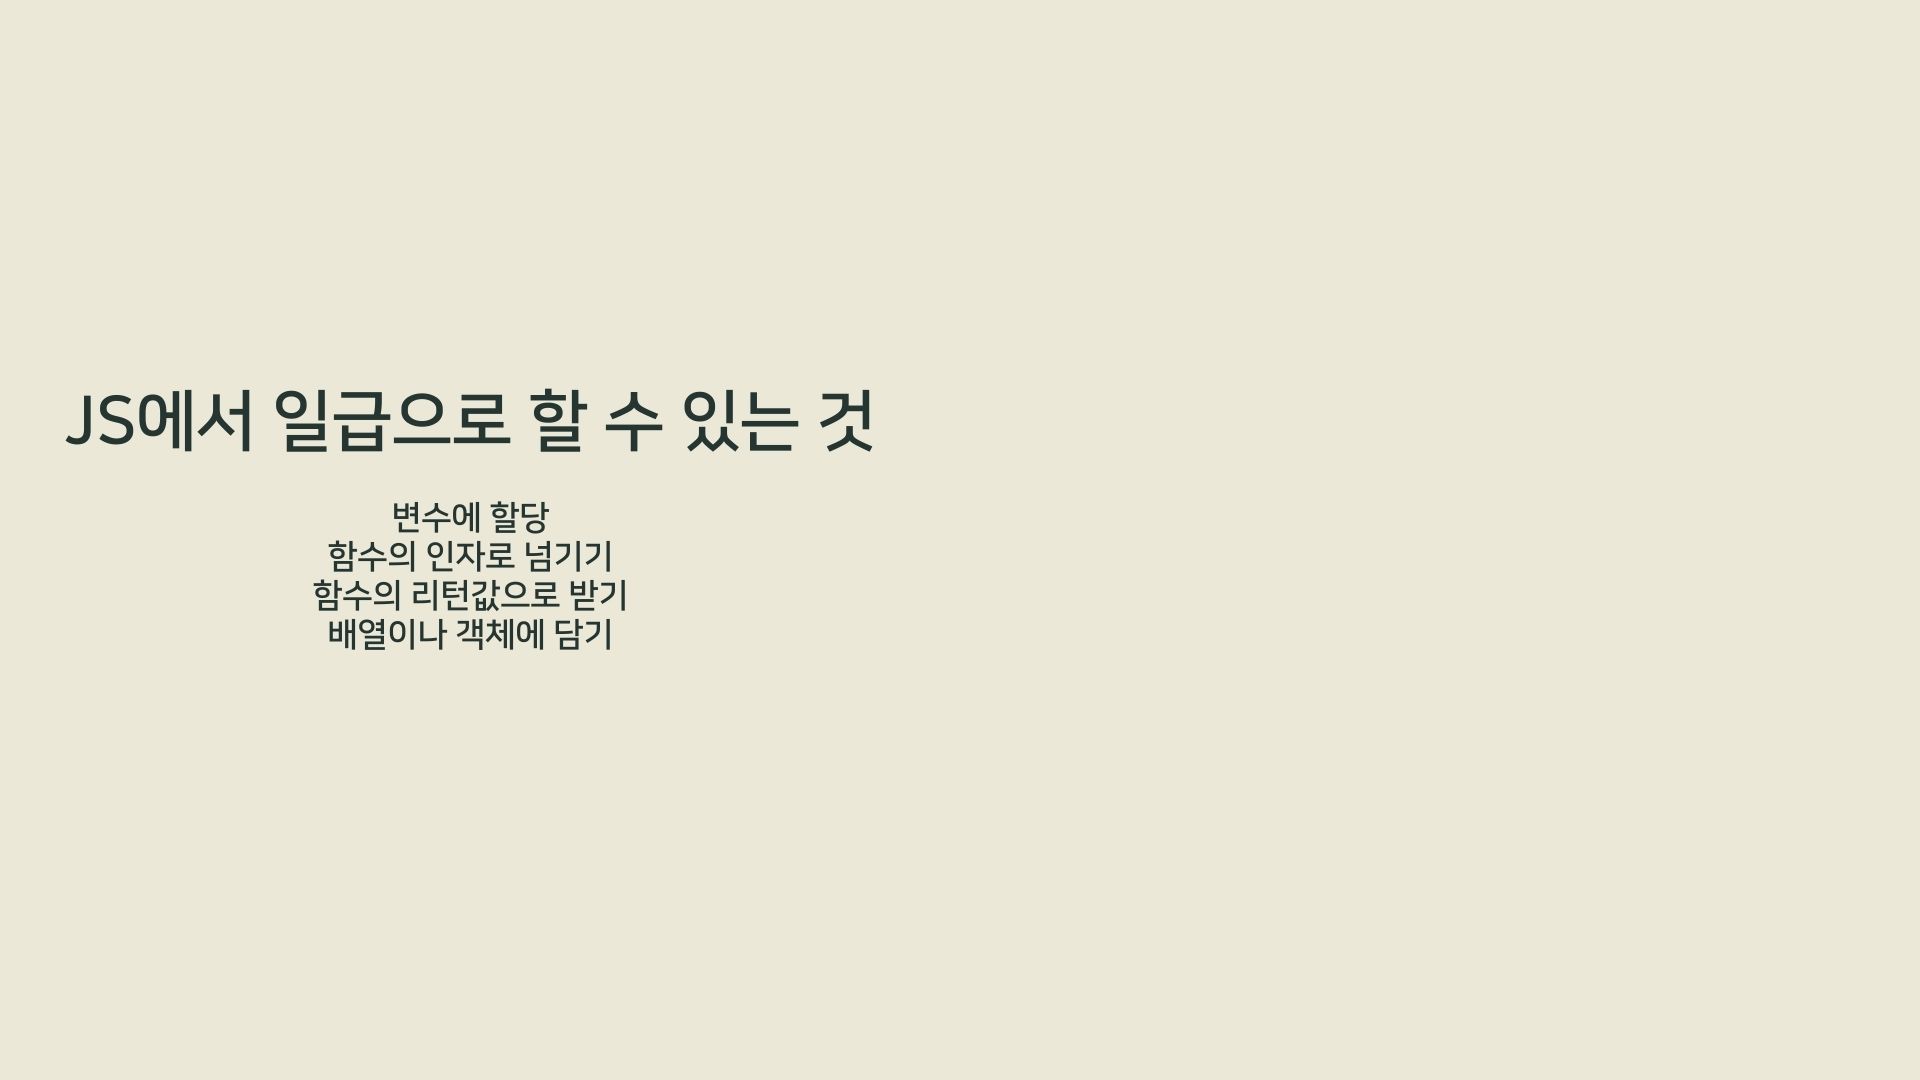 JS에서 일급으로 할 수 있는 것
변수에 할당
함수의 인자로 넘기기
함수의 리턴값으로 받기
배열이나 객체에 담기